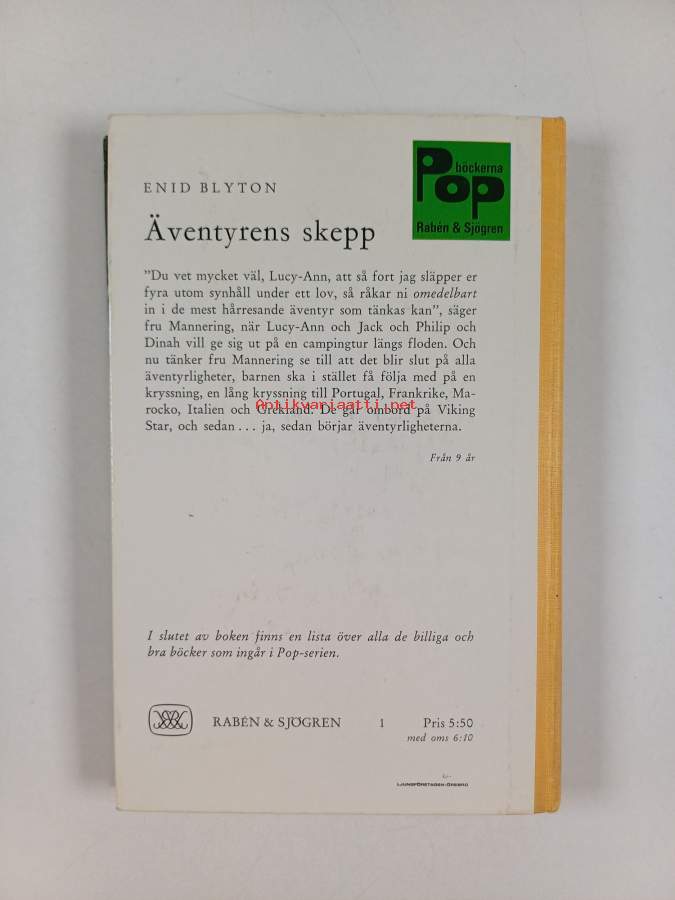 böckerna
Pop
Rabén & Sjögren
ENID BLYTON
Äventyrens skepp
"Du vet mycket väl, Lucy-Ann, att så fort jag släpper er
fyra utom synhåll under ett lov, så råkar ni omedelbart
in i de mest hårresande äventyr som tänkas kan", säger
fru Mannering, när Lucy-Ann och Jack och Philip och
Dinah vill ge sig ut på en campingtur längs floden. Och
nu tänker fru Mannering se till att det blir slut på alla
äventyrligheter, barnen ska i stället få följa med på en
kryssning, en lång kryssning till Portugal, Frankrike, Ma-
rocko, Italien och Grekland. De går ombord på Viking
Star, och sedan... ja, sedan börjar äventyrligheterna.
Antikvariaatti.net
Från 9 år
I slutet av boken finns en lista över alla de billiga och
bra böcker som ingår i Pop-serien.
RABÉN & SJÖGREN 1 Pris 5:50
med oms 6:10
LJUNGFÖRETAGEN-ÖREBRO